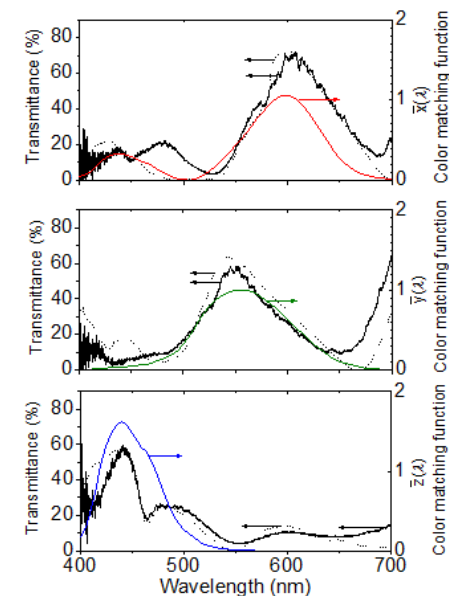 Transmittance (%)
80
60
40
20
0
2
1
0
x̄(λ)
Color matching function
Transmittance (%)
80
60
40
20
0
2
1
0
ȳ(λ)
Color matching function
Transmittance (%)
80
60
40
20
0
2
1
0
z̄(λ)
Color matching function
400
500
600
700
Wavelength (nm)